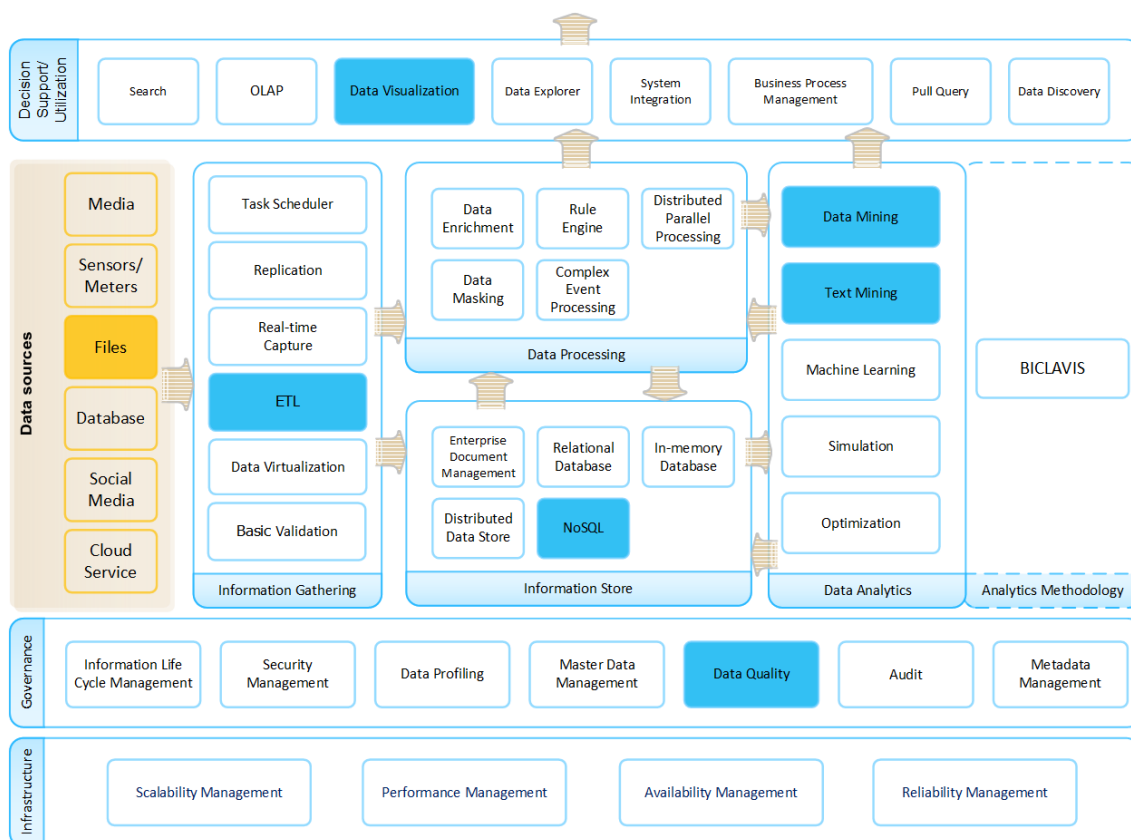 Decision
Support/
Utilization
Search
OLAP
Data Visualization
Data Explorer
System
Integration
Business Process
Management
Pull Query
Data Discovery
Data sources
Media
Sensors/
Meters
Files
Database
Social
Media
Cloud
Service
Task Scheduler
Replication
Real-time
Capture
ETL
Data Virtualization
Basic Validation
Information Gathering
Data
Enrichment
Rule
Engine
Distributed
Parallel
Processing
Data
Masking
Complex
Event
Processing
Data Processing
Enterprise
Document
Management
Relational
Database
In-memory
Database
Distributed
Data Store
NoSQL
Information Store
Data Mining
Text Mining
Machine Learning
Simulation
Optimization
Data Analytics
BICLAVIS
Analytics Methodology
Governance
Information Life
Cycle Management
Security
Management
Data Profiling
Master Data
Management
Data Quality
Audit
Metadata
Management
Infrastructure
Scalability Management
Performance Management
Availability Management
Reliability Management